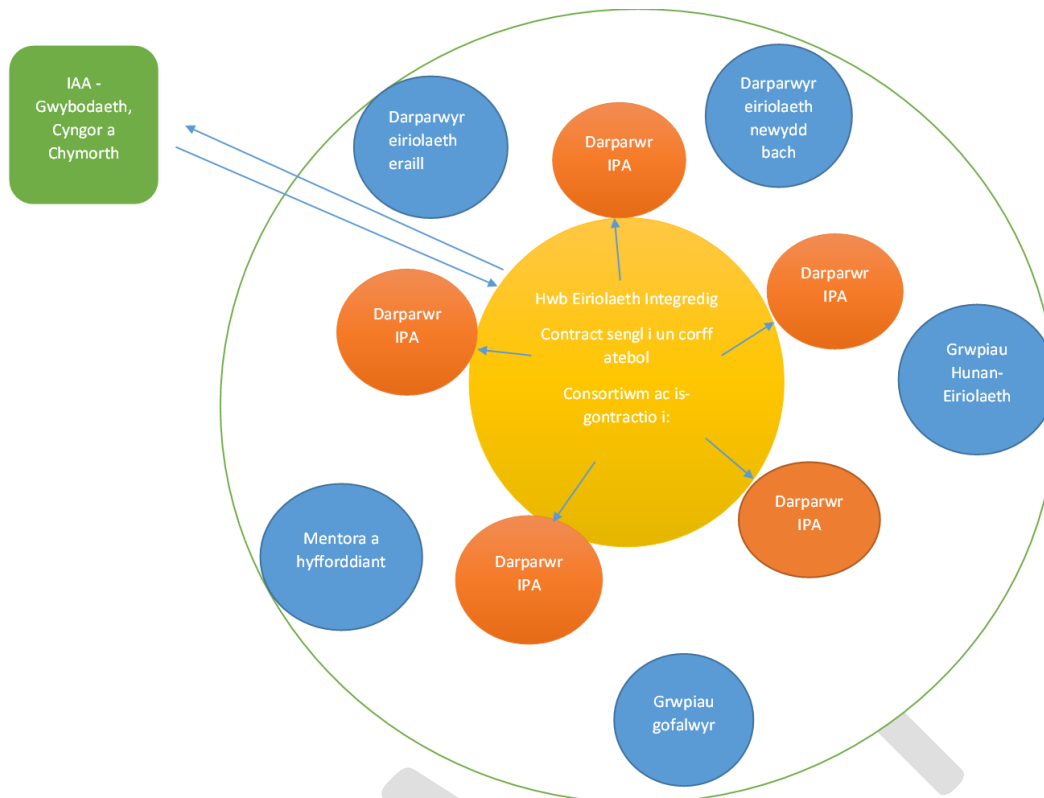 IAA -
Gwybodaeth,
Cyngor a
Chymorth
Darparwyr
eiriolaeth
eraill
Darparwr
IPA
Darparwyr
eiriolaeth
newydd
bach
Darparwr
IPA
Darparwr
IPA
Hwb Eiriolaeth Integredig
Contract sengl i un corff
atebol
Consortiwm ac is-
gontractio i:
Grwpiau
Hunan-
Eiriolaeth
Darparwr
IPA
Mentora a
hyfforddiant
Darparwr
IPA
Grwpiau
gofalwyr